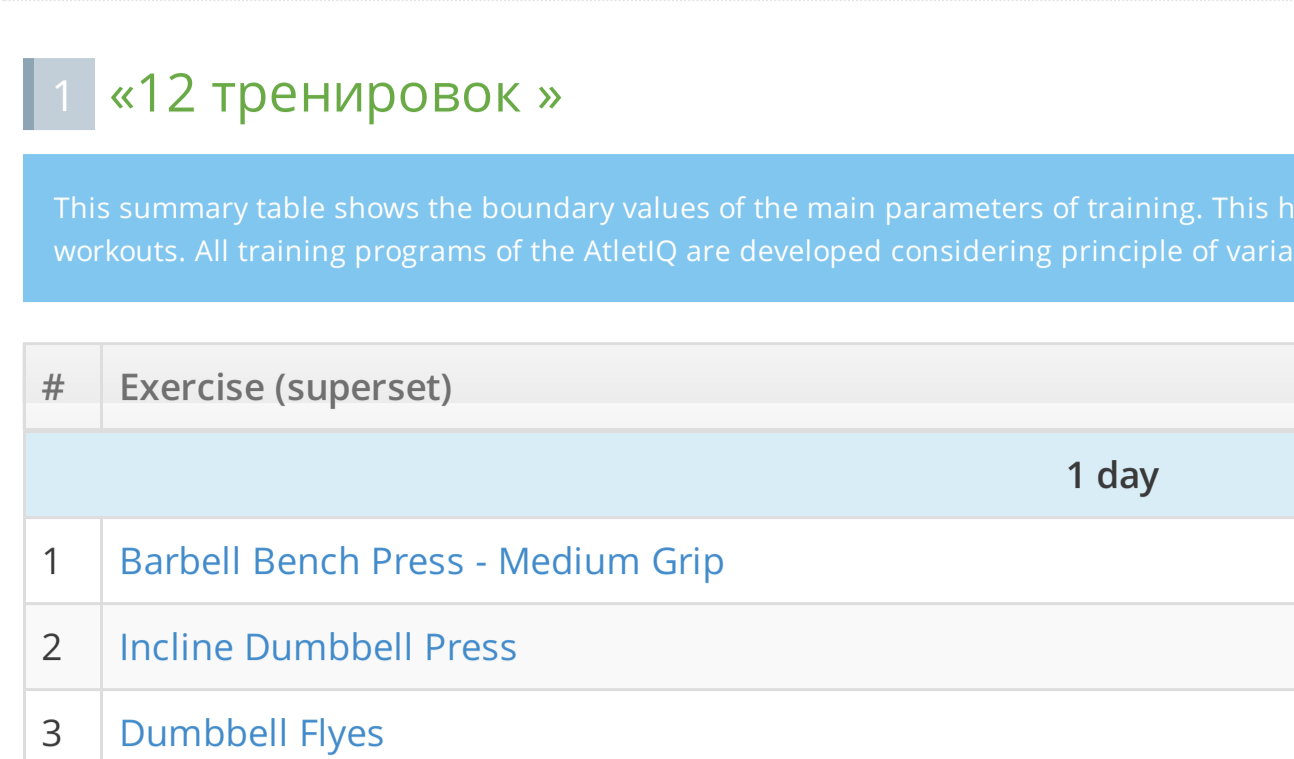 1 «12 тренировок »
This summary table shows the boundary values of the main parameters of training. This
workouts. All training programs of the AtletIQ are developed considering principle of
# Exercise (superset)
1 day
1 Barbell Bench Press - Medium Grip
2 Incline Dumbbell Press
3 Dumbbell Flyes